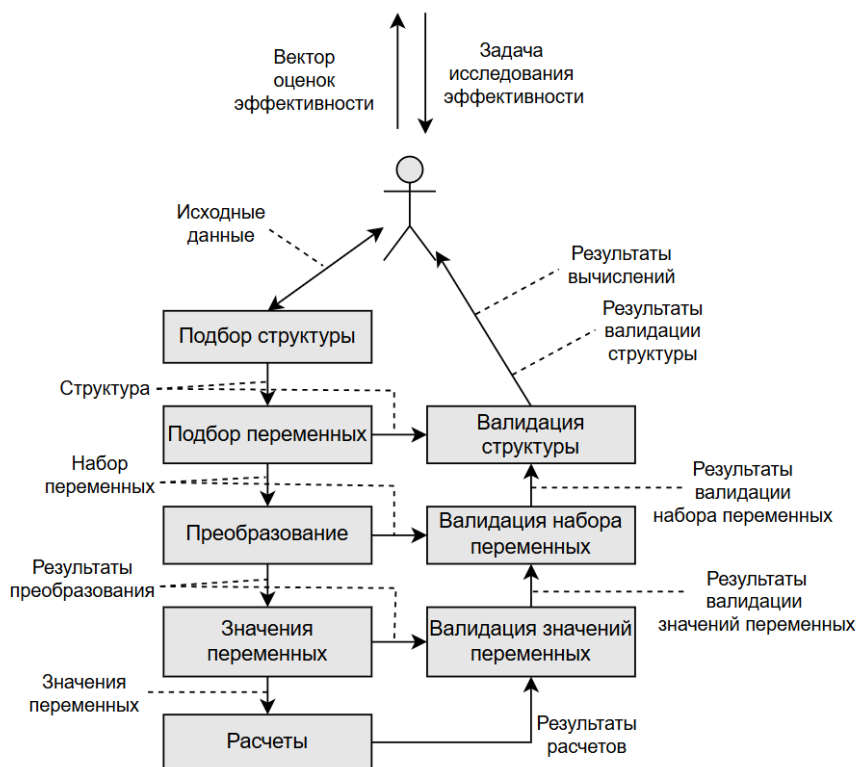 Вектор
оценок
эффективности
Задача
исследования
эффективности
Исходные
данные
Результаты
вычислений
Результаты
валидации
структуры
Подбор структуры
Структура
Подбор переменных
Валидация
структуры
Набор
переменных
Результаты
валидации
набора переменных
Преобразование
Валидация набора
переменных
Результаты
преобразования
Результаты
валидации
значений переменных
Значения
переменных
Валидация значений
переменных
Значения
переменных
Расчеты
Результаты
расчетов